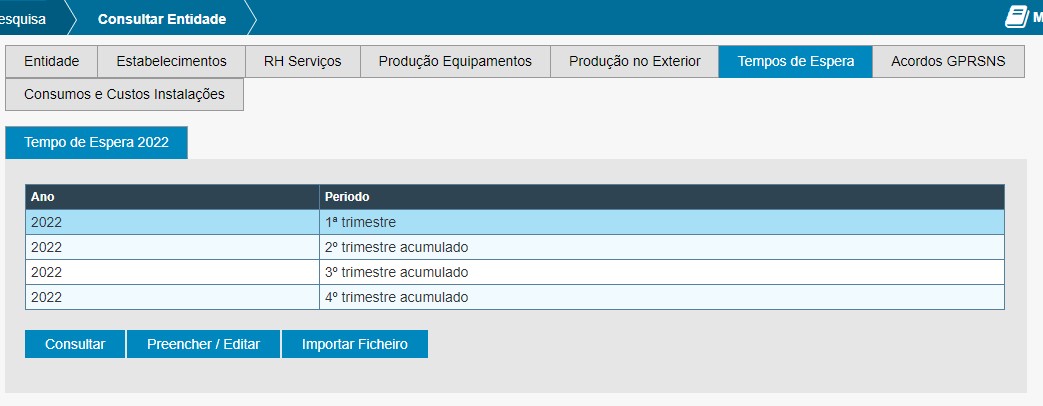 esquisa Consultar Entidade M
Entidade Estabelecimentos RH Serviços Produção Equipamentos Produção no Exterior Tempos de Espera Acordos GPRSNS
Consumos e Custos Instalações
Tempo de Espera 2022
Ano Periodo
2022 1ª trimestre
2022 2º trimestre acumulado
2022 3º trimestre acumulado
2022 4º trimestre acumulado
Consultar Preencher / Editar Importar Ficheiro